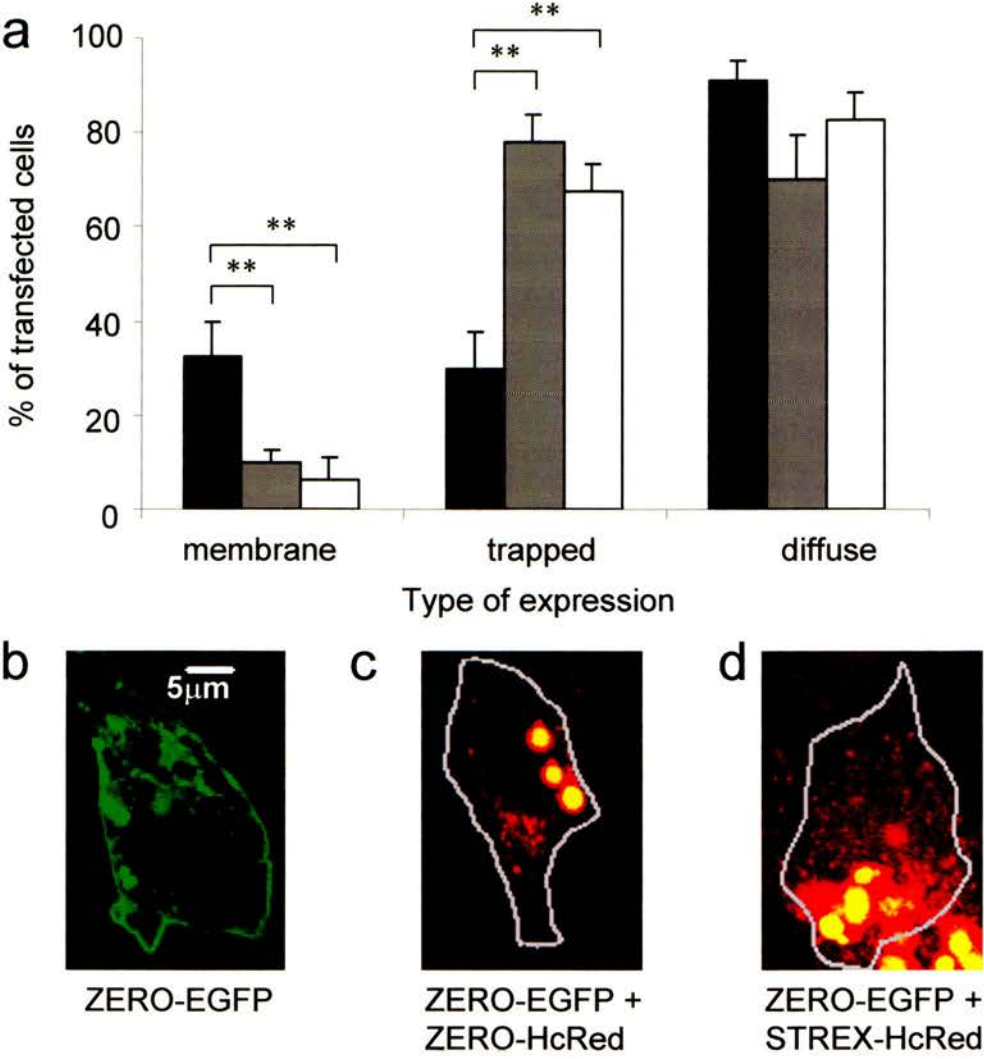 a
% of transfected cells
100
80
60
40
20
0
**
**
**
**
membrane
trapped
diffuse
Type of expression
b
5μm
ZERO-EGFP
c
ZERO-EGFP +
ZERO-HcRed
d
ZERO-EGFP +
STREX-HcRed